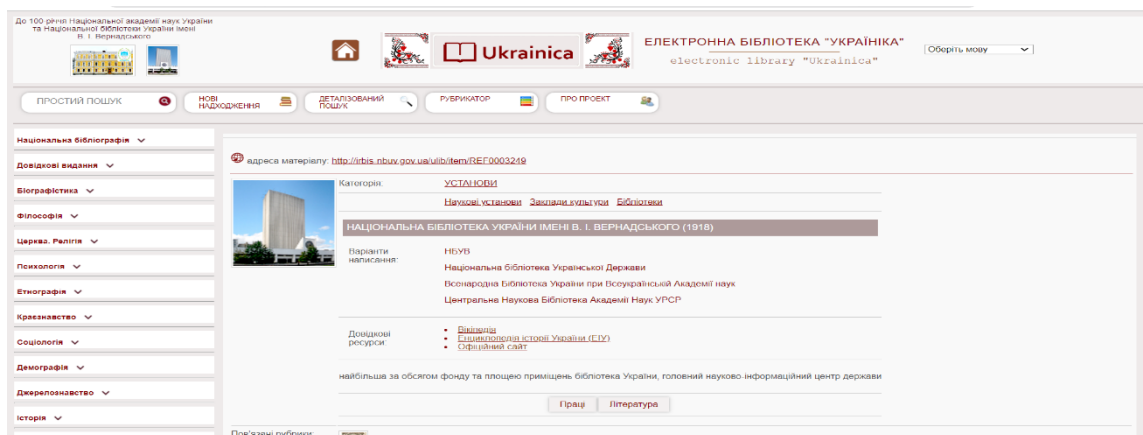 До 100-річчя Національної академії наук України
та Національної бібліотеки України імені
В. І. Вернадського
Ukrainica
ЕЛЕКТРОННА БІБЛІОТЕКА "УКРАЇНІКА"
electronic library "Ukrainica"
Оберіть мову
ПРОСТИЙ ПОШУК
НОВІ
НАДХОДЖЕННЯ
ДЕТАЛІЗОВАНИЙ
ПОШУК
РУБРИКАТОР
ПРО ПРОЕКТ
Національна бібліографія
Довідкові видання
Біографістика
Філософія
Церква. Релігія
Психологія
Етнографія
Краєзнавство
Соціологія
Демографія
Джерелознавство
Історія
адреса матеріалу: http://irbis.nbuv.gov.ua/ulib/item/REF0003249
Категорія: УСТАНОВИ
Наукові установи Заклади культури Бібліотеки
НАЦІОНАЛЬНА БІБЛІОТЕКА УКРАЇНИ ІМЕНІ В. І. ВЕРНАДСЬКОГО (1918)
Варіанти
написання:
НБУВ
Національна бібліотека Української Держави
Всенародна Бібліотека України при Всеукраїнській Академії наук
Центральна Наукова Бібліотека Академії Наук УРСР
Довідкові
ресурси:
Вікіпедія
Енциклопедія історії України (ЕІУ)
Офіційний сайт
найбільша за обсягом фонду та площею приміщень бібліотека України, головний науково-інформаційний центр держави
Праці Література
Пов'язані рубрики: